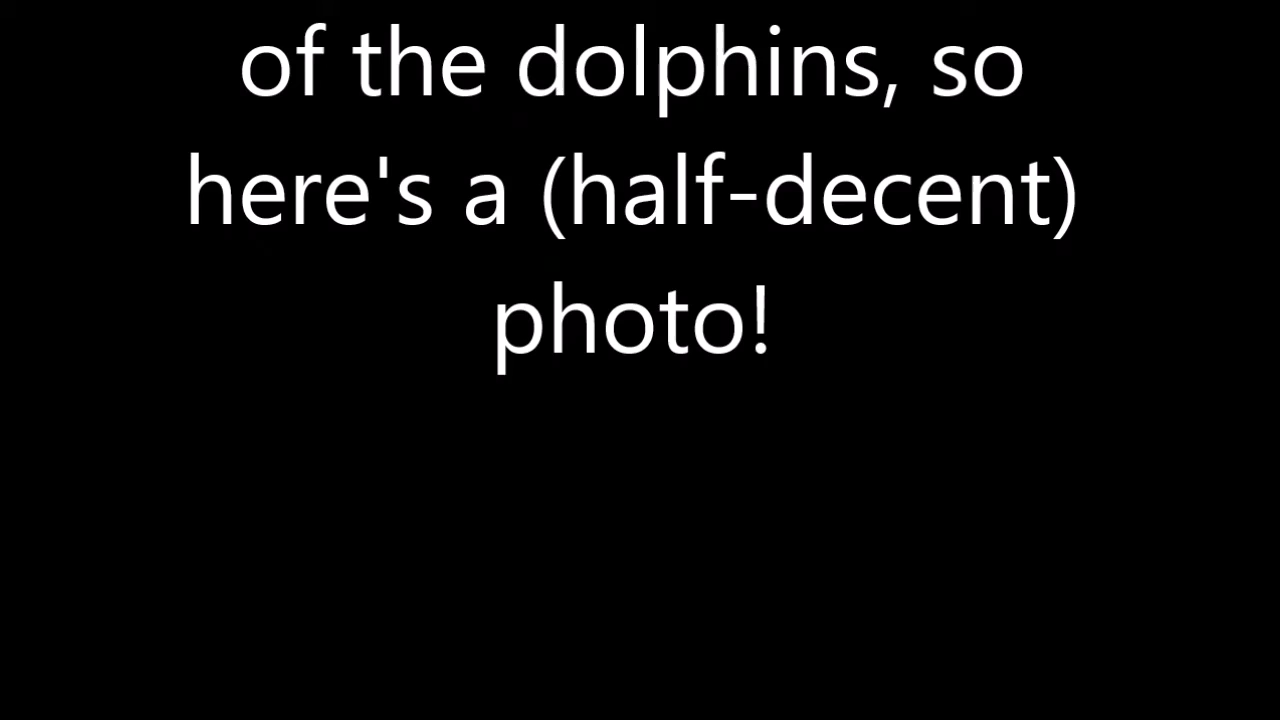 of the dolphins, so
here's a (half-decent)
photo!